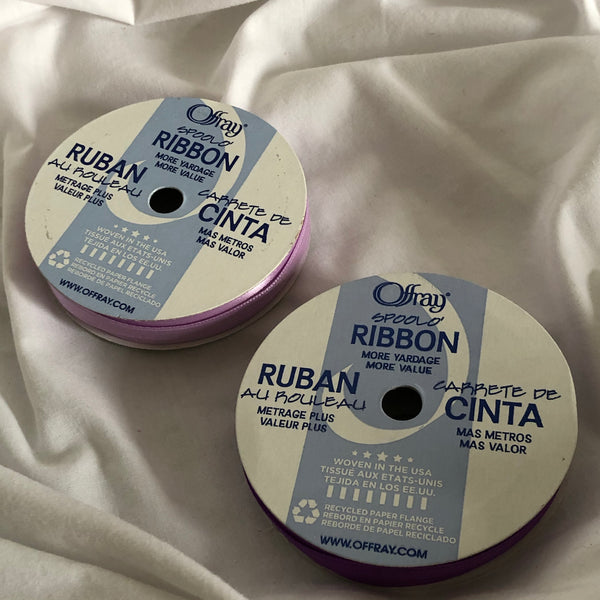 Offray®
SPOOLO'
RIBBON
MORE YARDAGE
MORE VALUE
RUBAN
AU ROULEAU
METRAGE PLUS
VALEUR PLUS
CARRETE DE
CINTA
MAS METROS
MAS VALOR
WOVEN IN THE USA
TISSUE AUX ETATS-UNIS
TEJIDA EN LOS EE.UU.
RECYCLED PAPER FLANGE
REBORD EN PAPIER RECYCLE
REBORDE DE PAPEL RECICLADO
WWW.OFFRAY.COM
Offray®
SPOOLO'
RIBBON
MORE YARDAGE
MORE VALUE
RUBAN
AU ROULEAU
METRAGE PLUS
VALEUR PLUS
CARRETE DE
CINTA
MAS METROS
MAS VALOR
WOVEN IN THE USA
TISSUE AUX ETATS-UNIS
TEJIDA EN LOS EE.UU.
RECYCLED PAPER FLANGE
REBORD EN PAPIER RECYCLE
REBORDE DE PAPEL RECICLADO
WWW.OFFRAY.COM